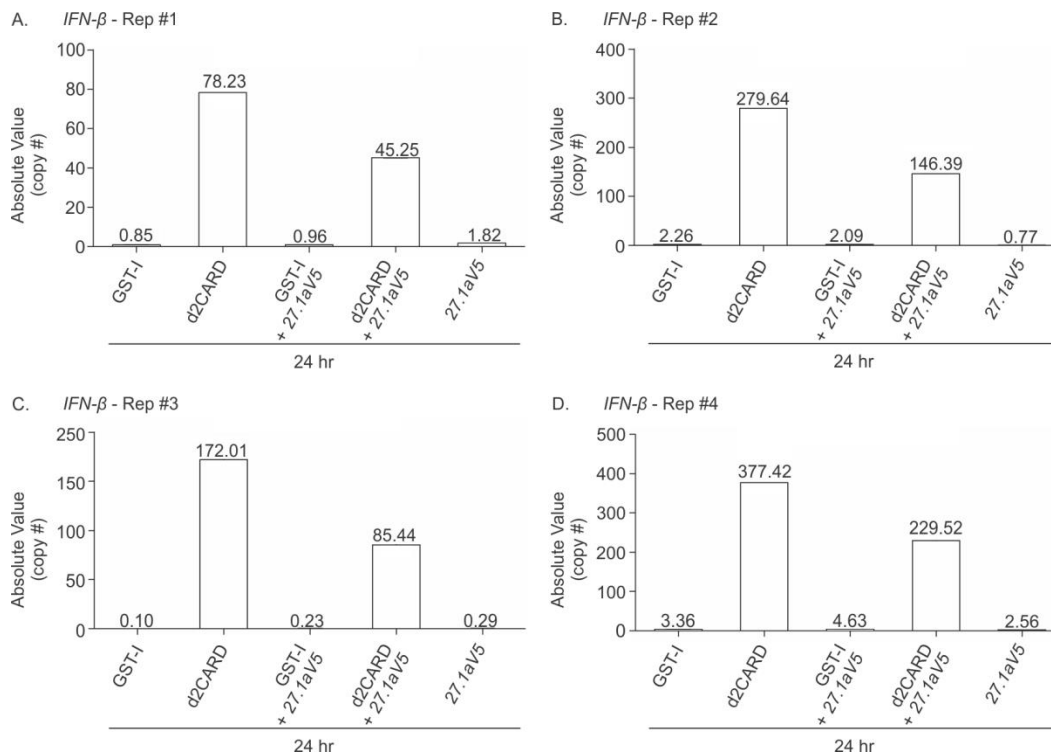 A. IFN-β - Rep #1
Absolute Value
(copy #)
100
80
60
40
20
0
0.85
78.23
0.96
45.25
1.82
GST-I
d2CARD
GST-I
+ 27.1aV5
d2CARD
+ 27.1aV5
27.1aV5
24 hr
B. IFN-β - Rep #2
Absolute Value
(copy #)
400
300
200
100
0
2.26
279.64
2.09
146.39
0.77
GST-I
d2CARD
GST-I
+ 27.1aV5
d2CARD
+ 27.1aV5
27.1aV5
24 hr
C. IFN-β - Rep #3
Absolute Value
(copy #)
250
150
100
50
0
0.10
172.01
0.23
85.44
0.29
GST-I
d2CARD
GST-I
+ 27.1aV5
d2CARD
+ 27.1aV5
27.1aV5
24 hr
D. IFN-β - Rep #4
Absolute Value
(copy #)
500
400
300
200
100
0
3.36
377.42
4.63
229.52
2.56
GST-I
d2CARD
GST-I
+ 27.1aV5
d2CARD
+ 27.1aV5
27.1aV5
24 hr